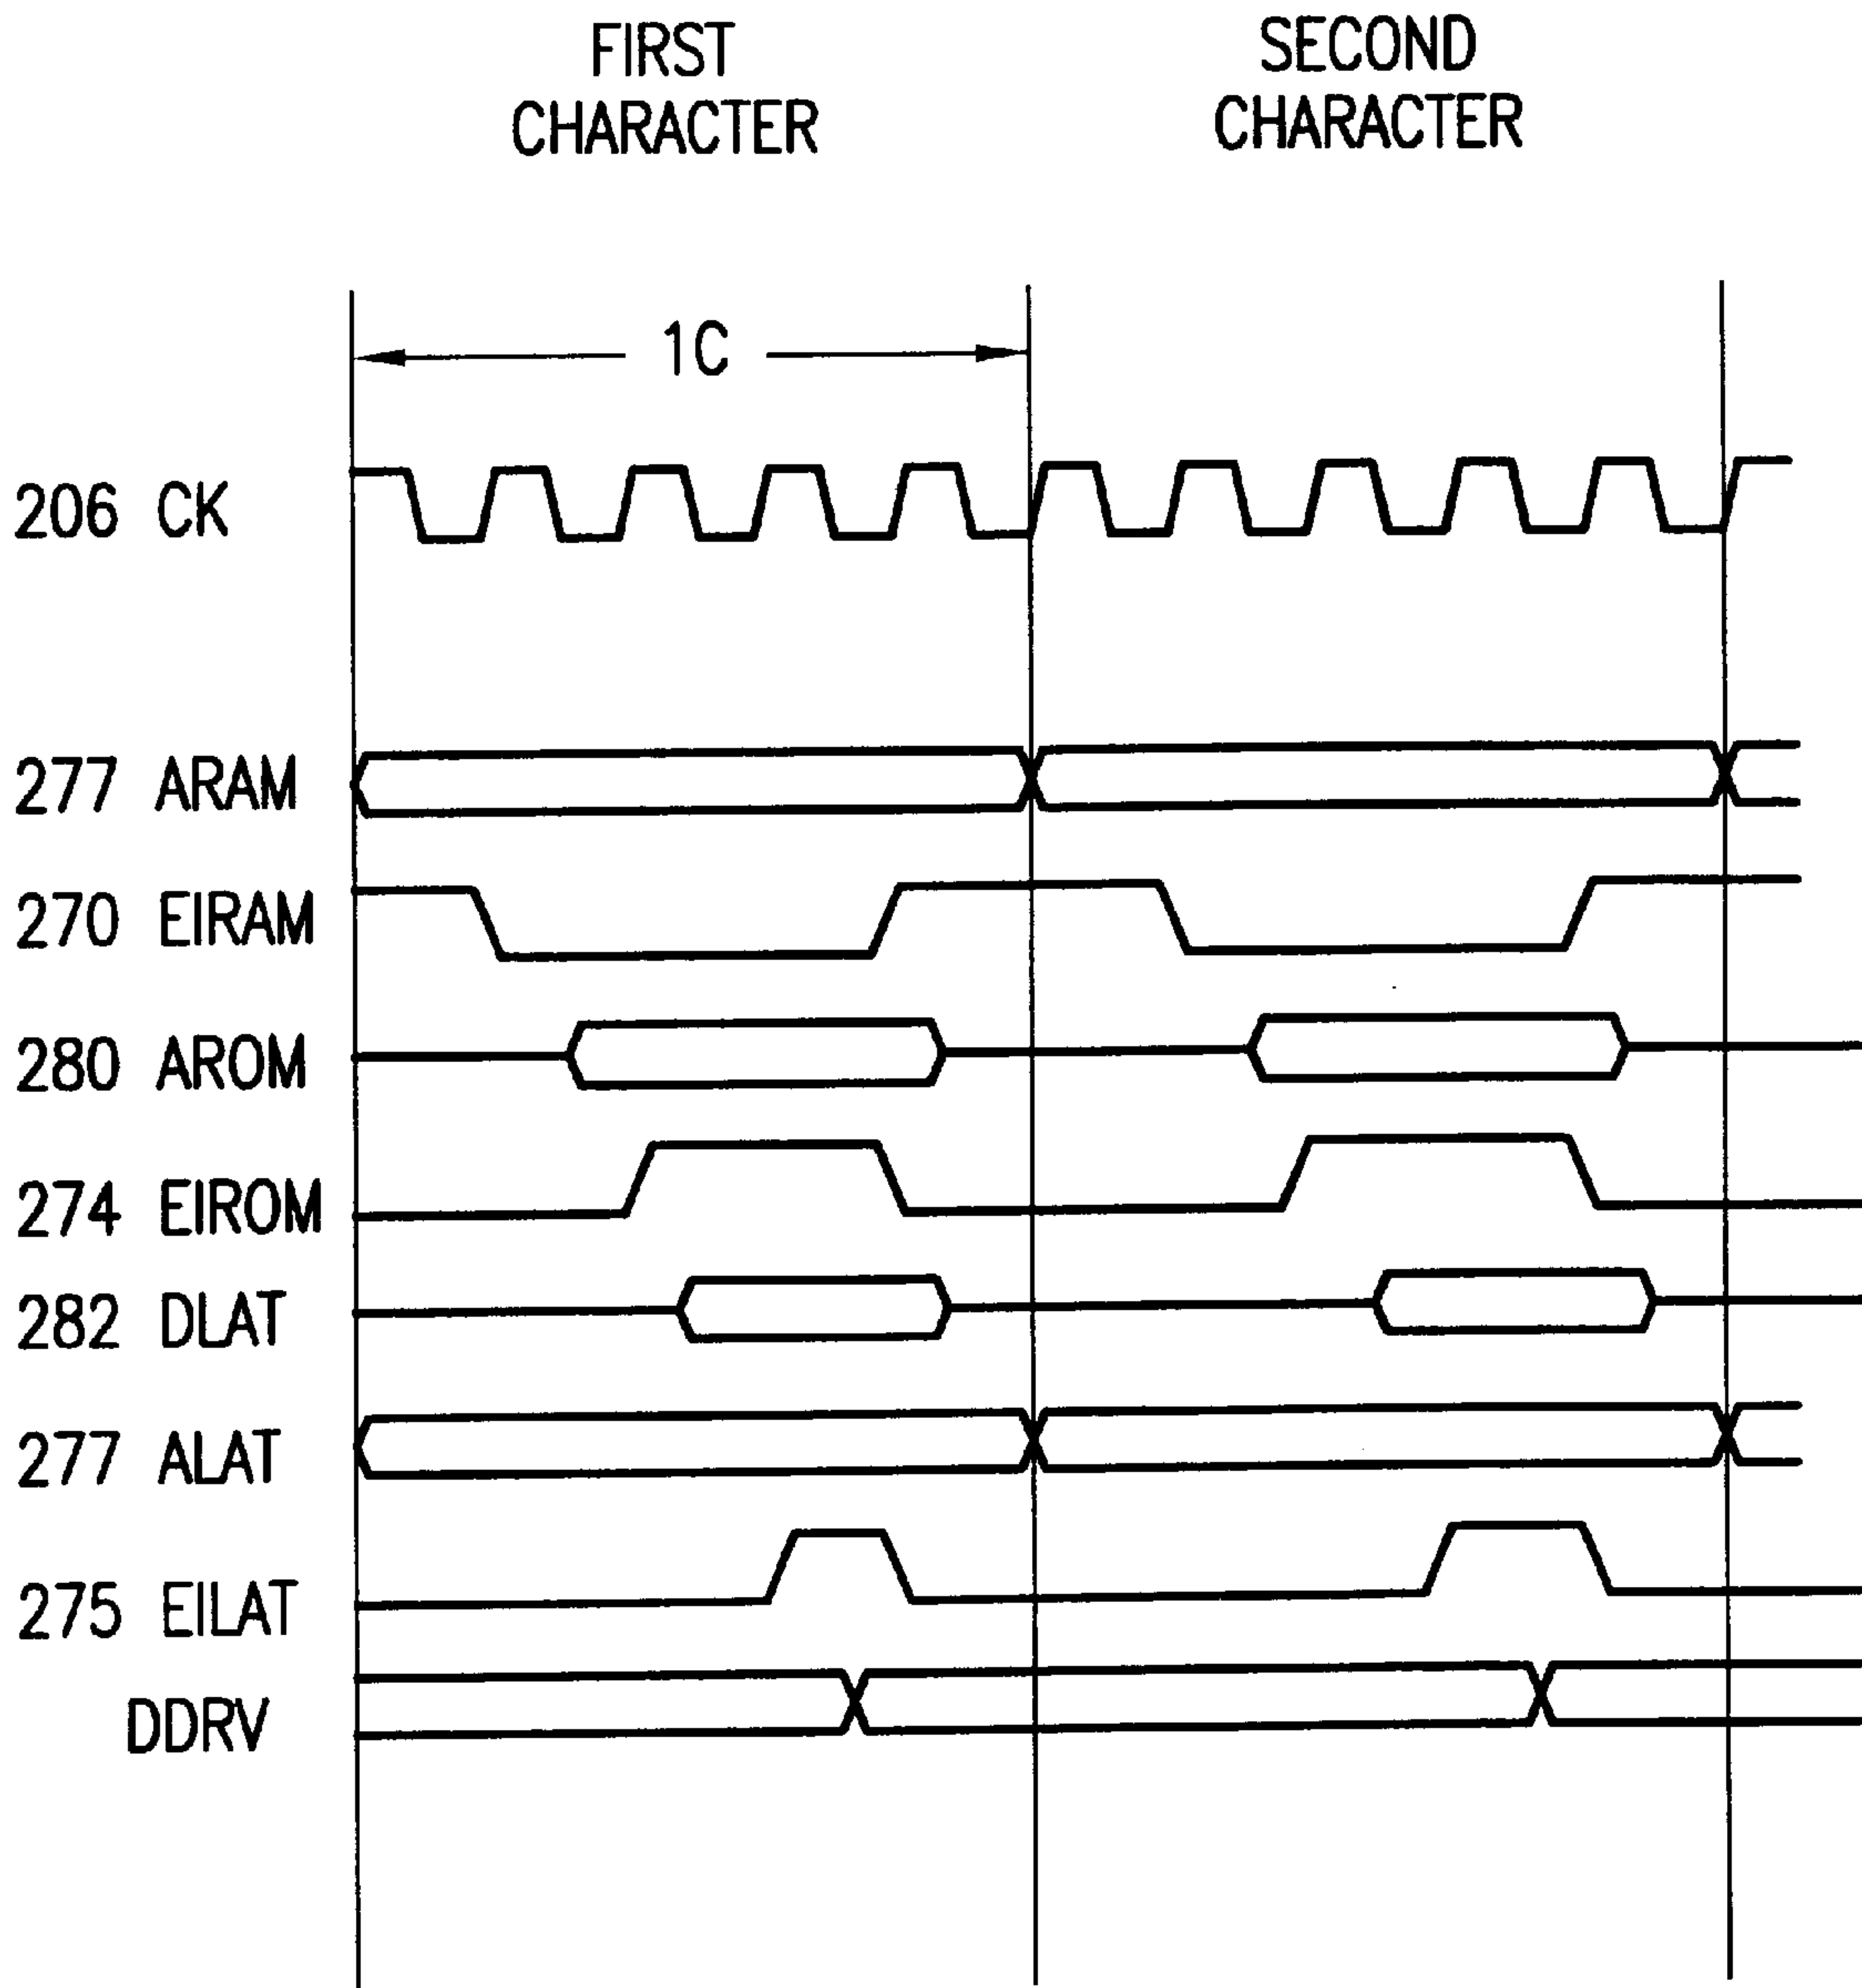 FIRST
CHARACTER
SECOND
CHARACTER
1C
206 CK
277 ARAM
270 EIRAM
280 AROM
274 EIROM
282 DLAT
277 ALAT
275 EILAT
DDRV